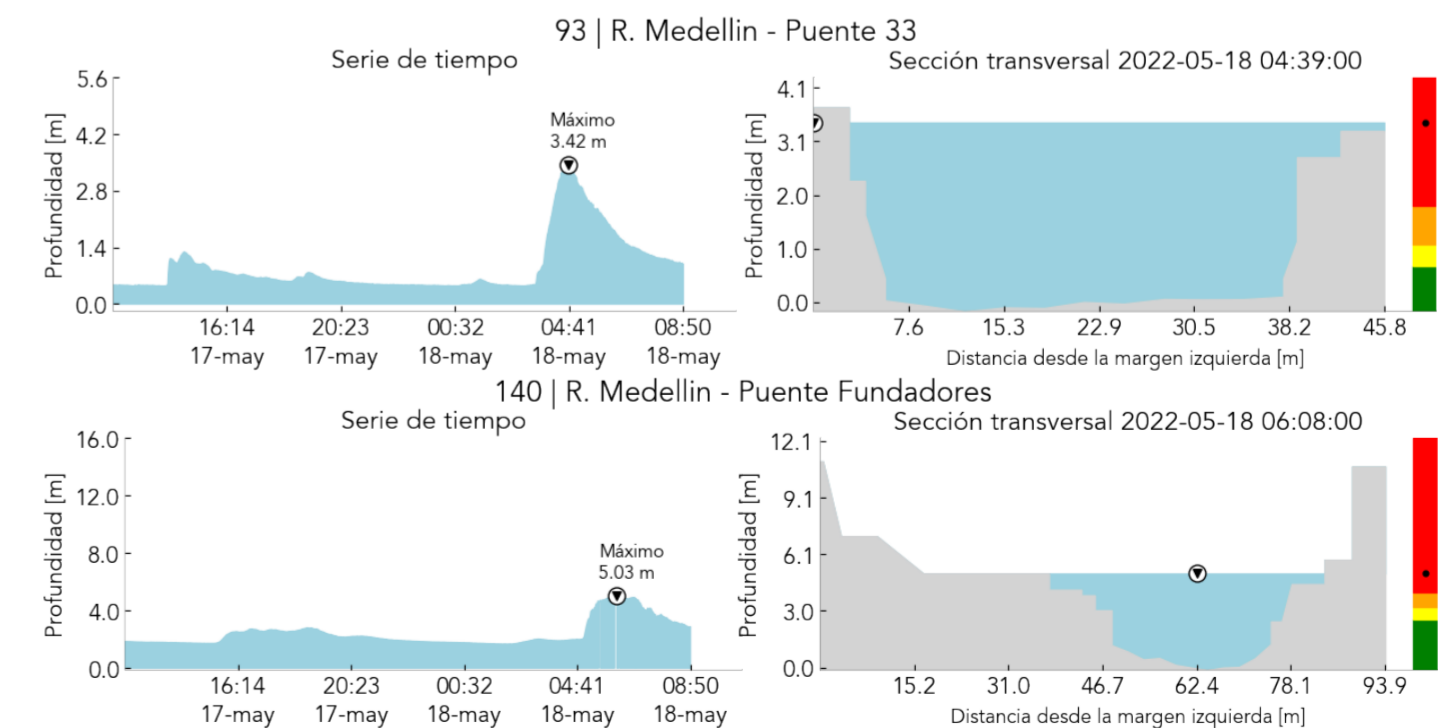 93 | R. Medellin - Puente 33
Serie de tiempo
Profundidad [m]
5.6
4.2
2.8
1.4
0.0
Máximo
3.42 m
16:14 20:23 00:32 04:41 08:50
17-may 17-may 18-may 18-may 18-may
Sección transversal 2022-05-18 04:39:00
Profundidad [m]
4.1
3.1
2.0
1.0
0.0
7.6 15.3 22.9 30.5 38.2 45.8
Distancia desde la margen izquierda [m]
140 | R. Medellin - Puente Fundadores
Serie de tiempo
Profundidad [m]
16.0
12.0
8.0
4.0
0.0
Máximo
5.03 m
16:14 20:23 00:32 04:41 08:50
17-may 17-may 18-may 18-may 18-may
Sección transversal 2022-05-18 06:08:00
Profundidad [m]
12.1
9.1
6.1
3.0
0.0
15.2 31.0 46.7 62.4 78.1 93.9
Distancia desde la margen izquierda [m]